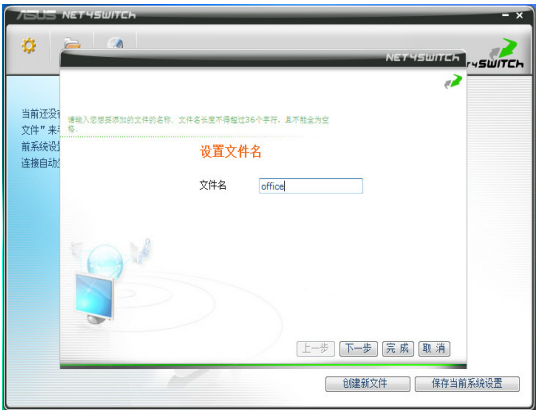 ASUS NET4SWITCH
NET4SWITCH
当前还没
文件"来
前系统设
连接自动
请输入您想要添加的文件的名称，文件名长度不得超过36个字符，且不能全为空
格。
设置文件名
文件名 office
上一步 下一步 完成 取消
创建新文件 保存当前系统设置